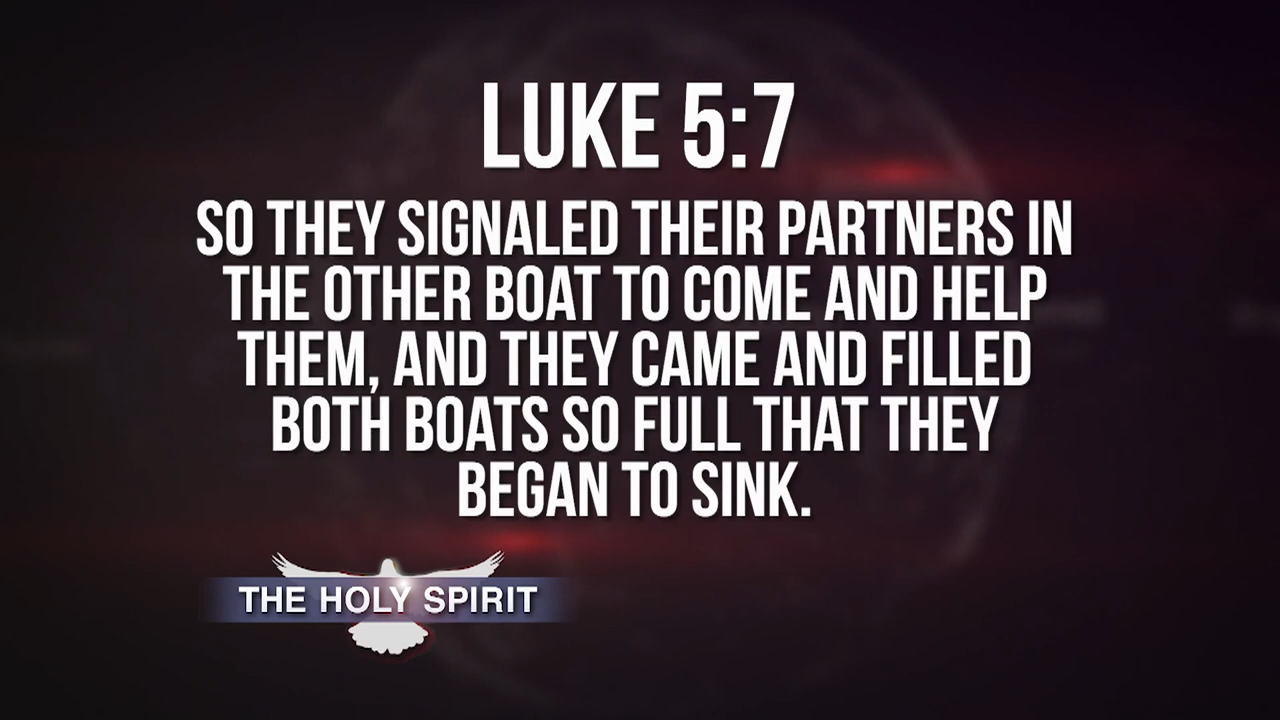 LUKE 5:7
SO THEY SIGNALED THEIR PARTNERS IN
THE OTHER BOAT TO COME AND HELP
THEM, AND THEY CAME AND FILLED
BOTH BOATS SO FULL THAT THEY
BEGAN TO SINK.
THE HOLY SPIRIT